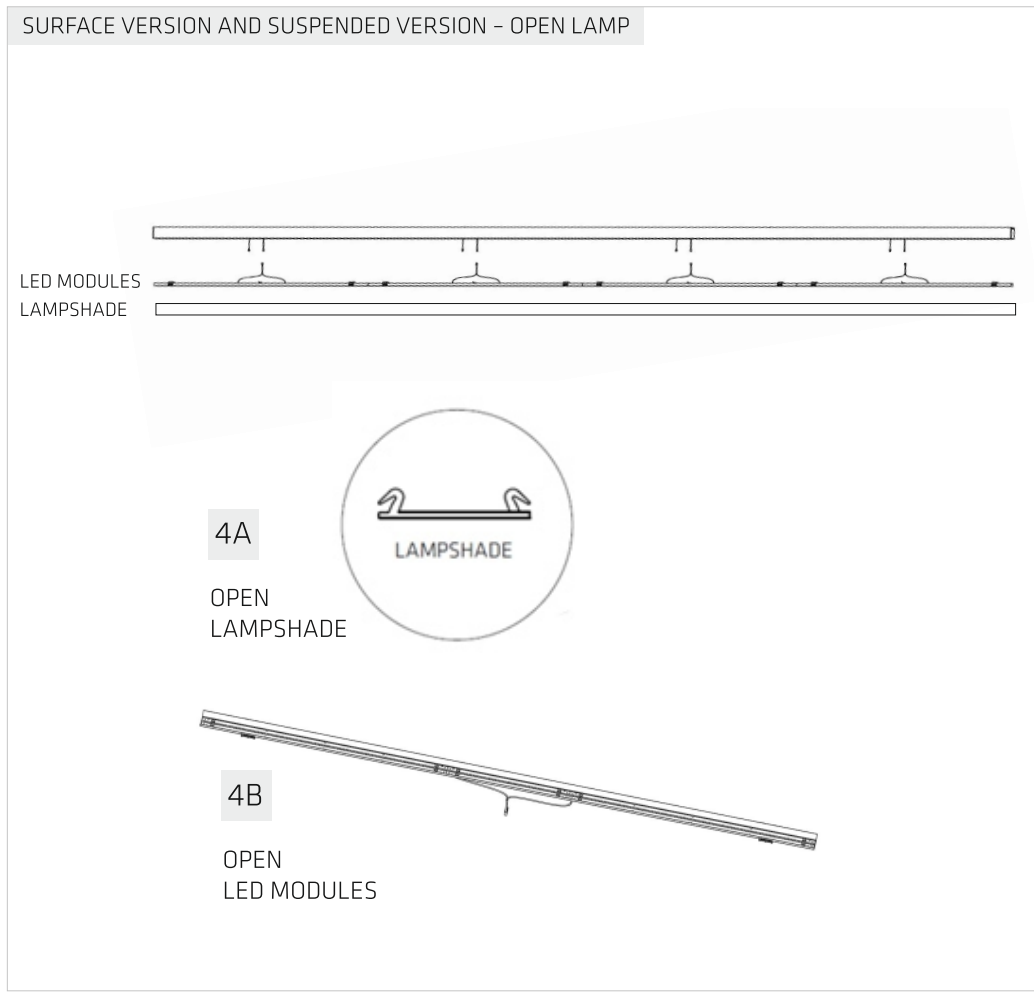 SURFACE VERSION AND SUSPENDED VERSION – OPEN LAMP
LED MODULES
LAMPSHADE
4A
LAMPSHADE
OPEN
LAMPSHADE
4B
OPEN
LED MODULES